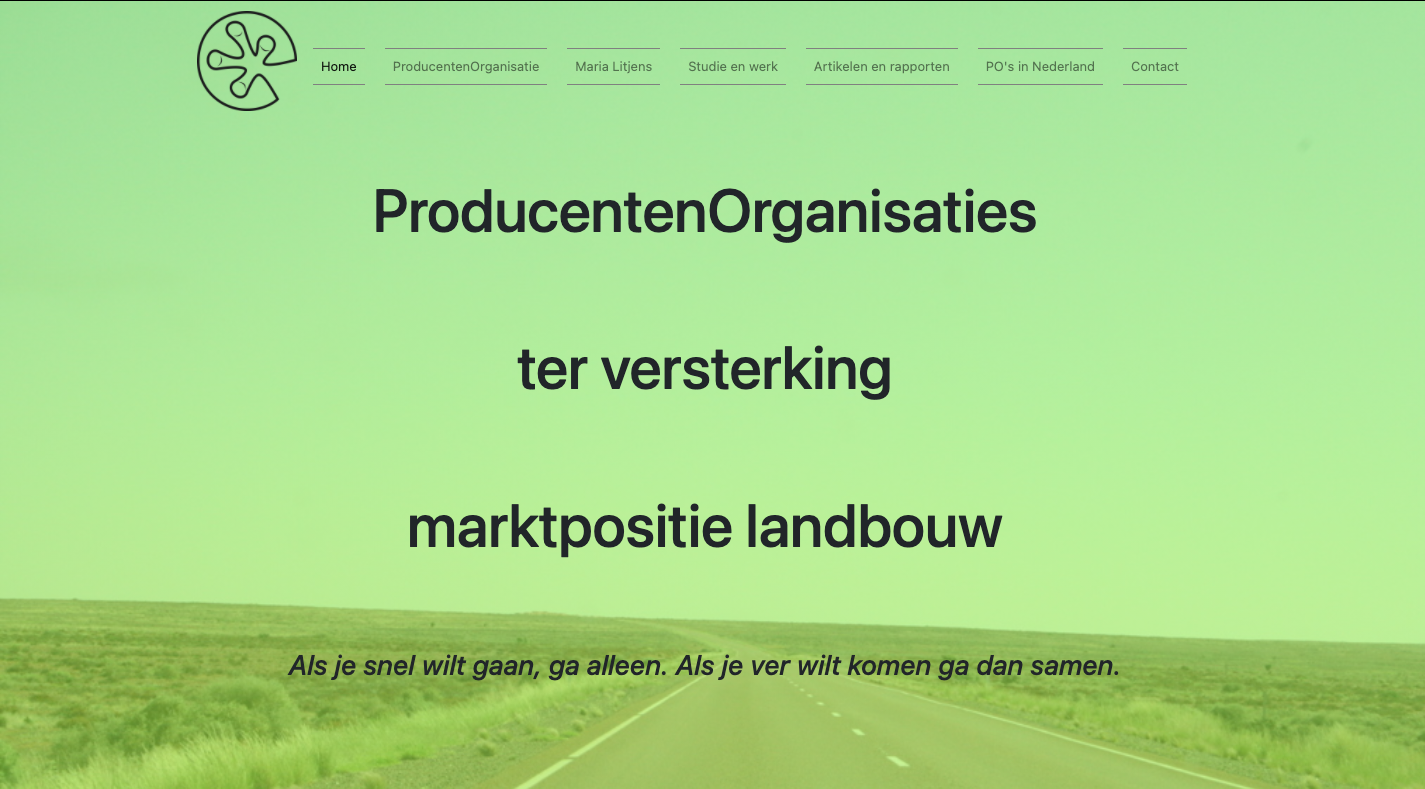 Home
ProducentenOrganisatie
Maria Litjens
Studie en werk
Artikelen en rapporten
PO's in Nederland
Contact
ProducentenOrganisaties
ter versterking
marktpositie landbouw
Als je snel wilt gaan, ga alleen. Als je ver wilt komen ga dan samen.